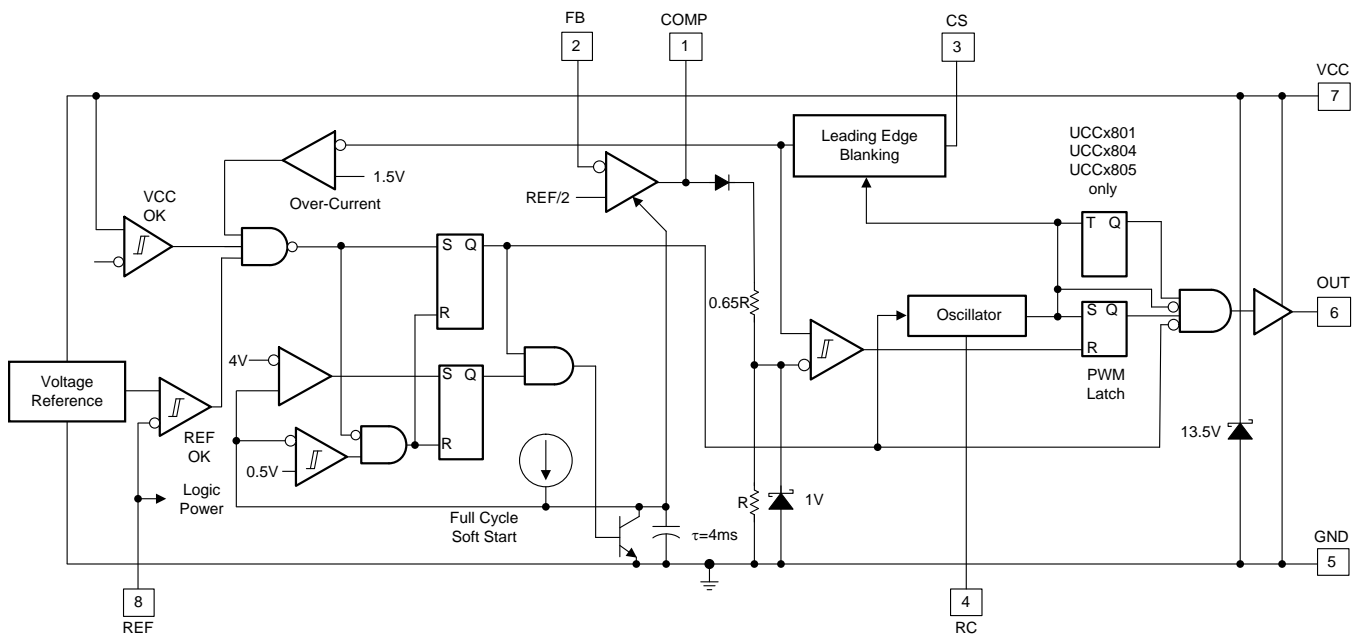 FB
COMP
CS
2
1
3
VCC
7
Leading Edge
Blanking
UCCx801
UCCx804
UCCx805
only
1.5V
REF/2
VCC
OK
Over-Current
T Q
S Q
R
OUT
6
0.65R
Oscillator
S Q
R
4V
Voltage
Reference
S Q
R
PWM
Latch
REF
OK
0.5V
13.5V
Logic
Power
R
1V
Full Cycle
Soft Start
τ=4ms
GND
5
8
REF
4
RC